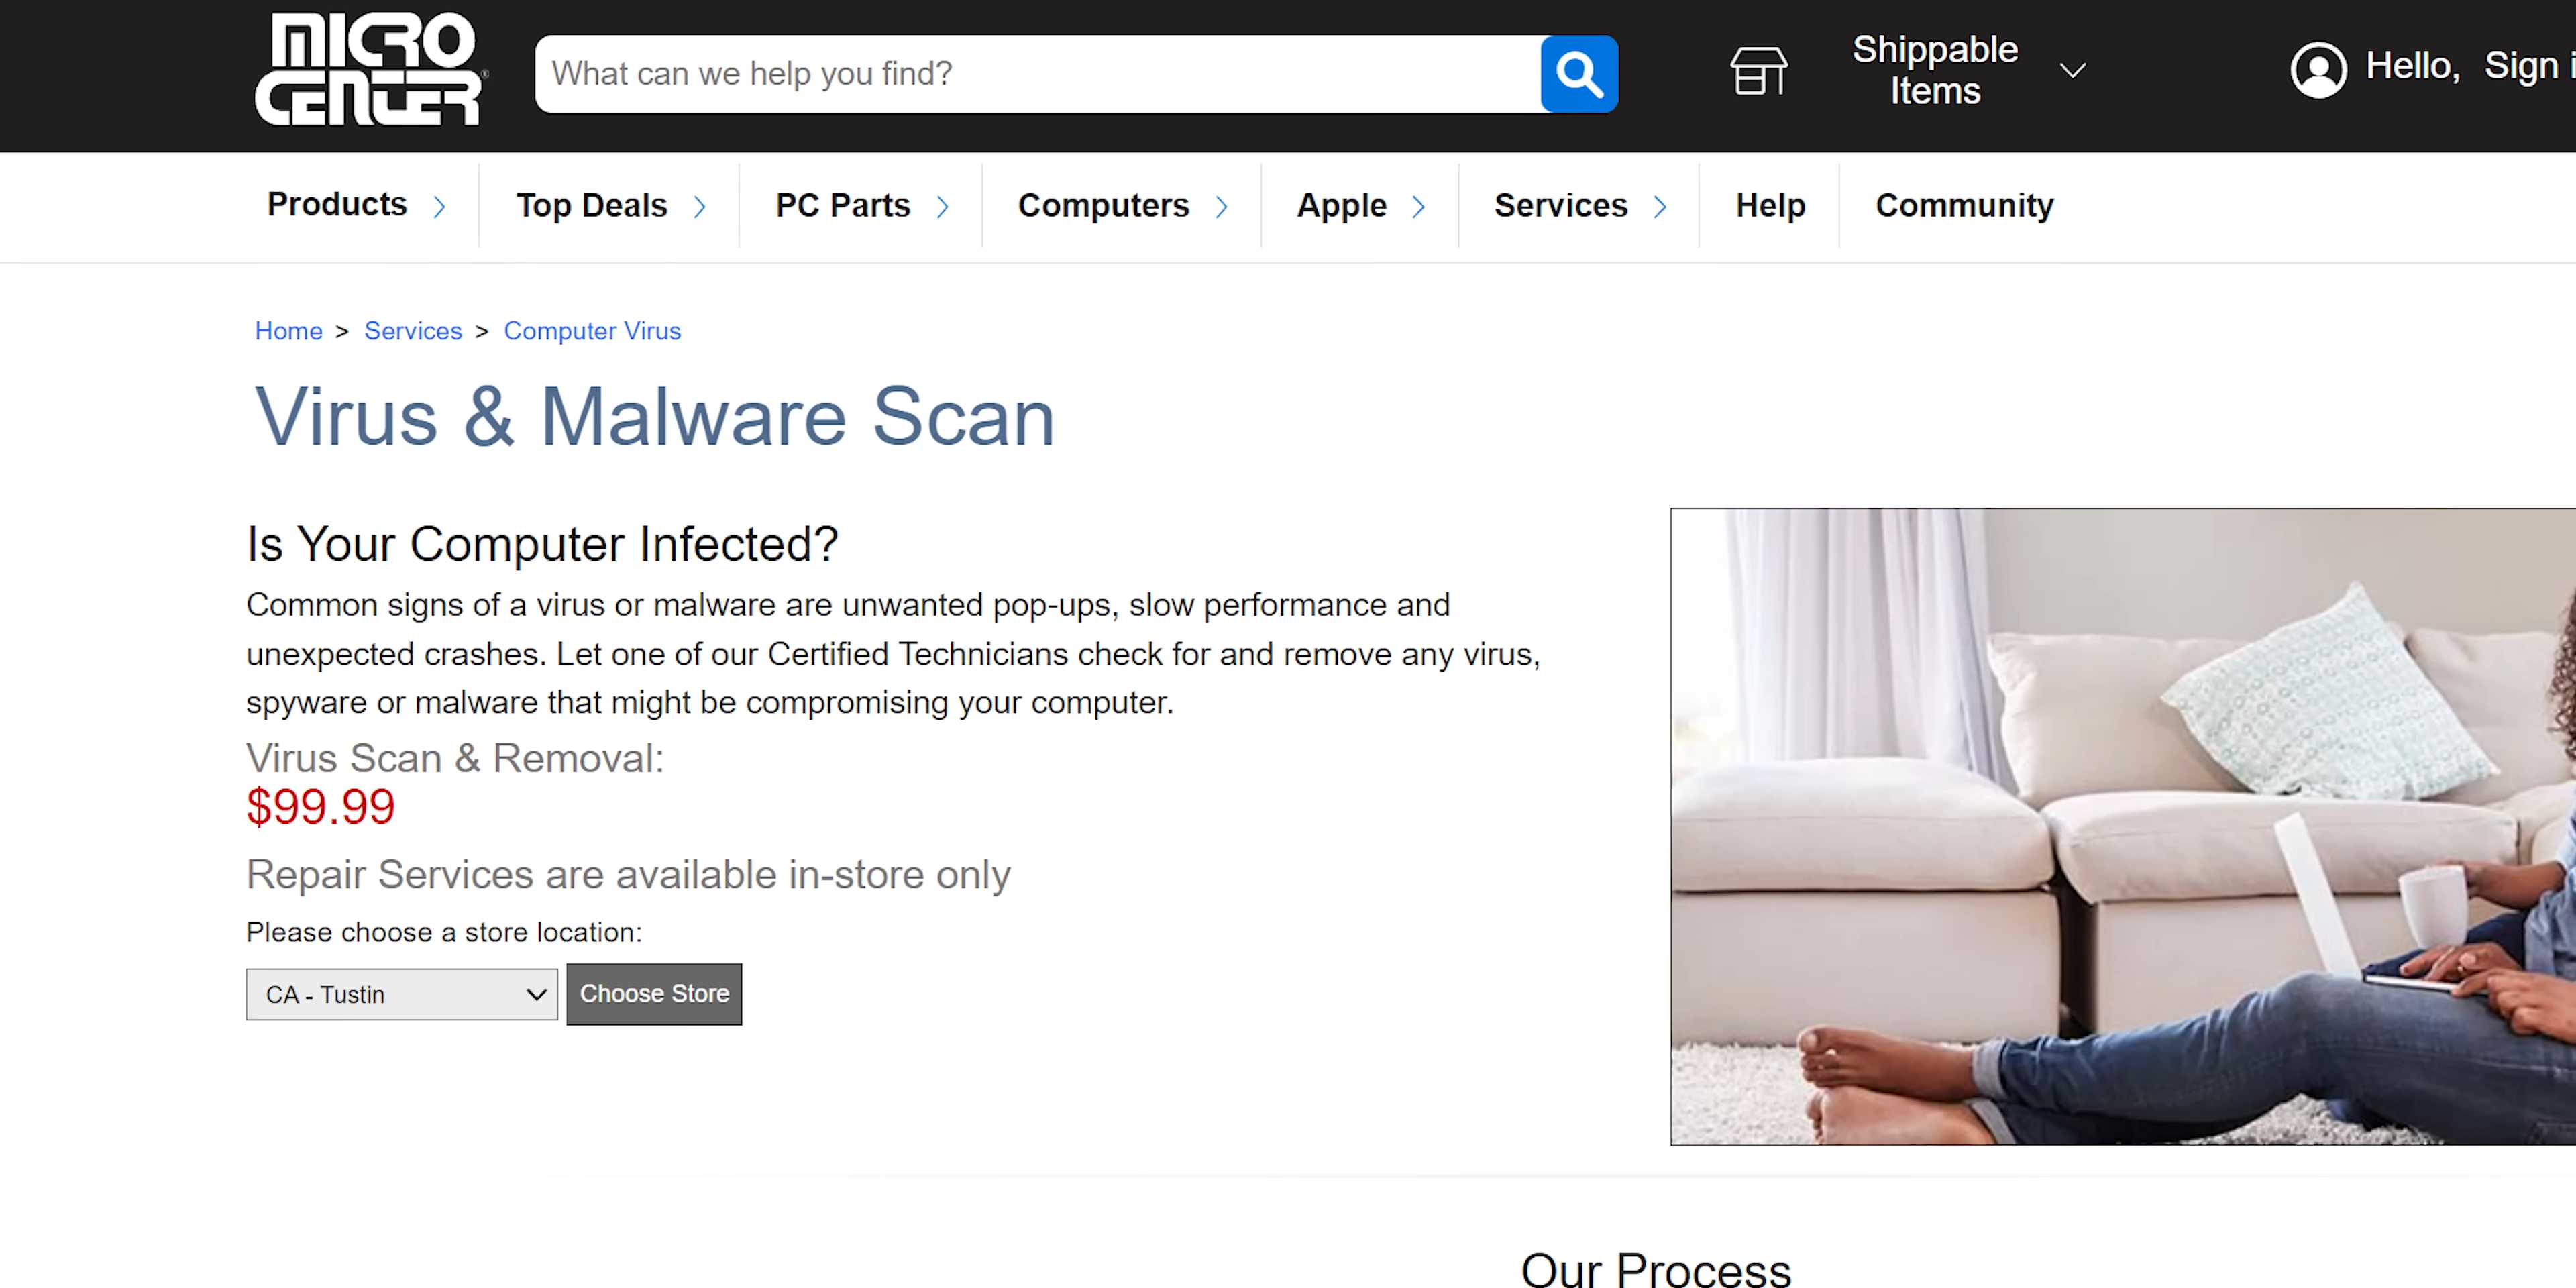 MICRO CENTER
What can we help you find?
Shippable Items
Hello, Sign
Products
Top Deals
PC Parts
Computers
Apple
Services
Help
Community
Home > Services > Computer Virus
Virus & Malware Scan
Is Your Computer Infected?
Common signs of a virus or malware are unwanted pop-ups, slow performance and
unexpected crashes. Let one of our Certified Technicians check for and remove any virus,
spyware or malware that might be compromising your computer.
Virus Scan & Removal:
$99.99
Repair Services are available in-store only
Please choose a store location:
CA - Tustin
Choose Store
Our Process